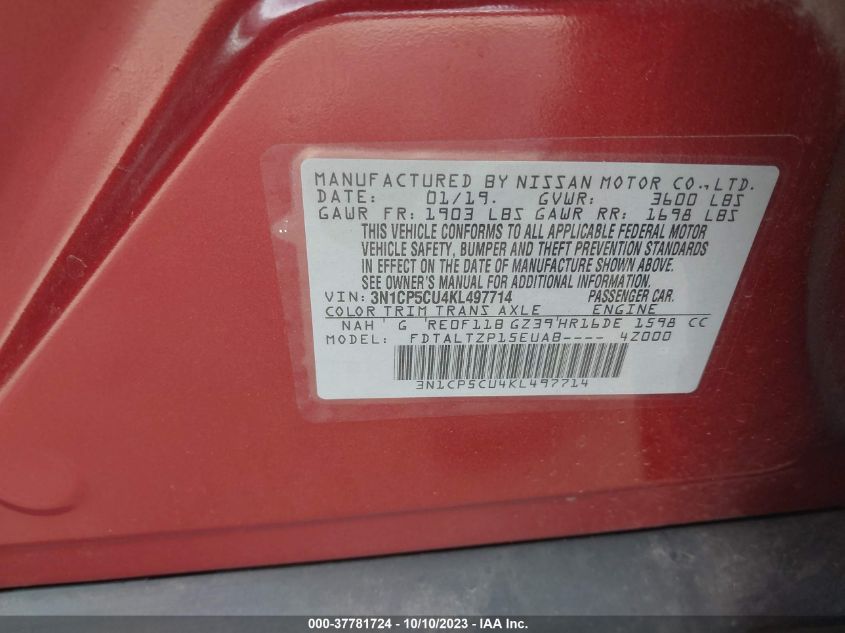 MANUFACTURED BY NISSAN MOTOR CO.,LTD.
DATE: 01/19. GVWR: 3600 LBS
GAWR FR: 1903 LBS GAWR RR: 1698 LBS
THIS VEHICLE CONFORMS TO ALL APPLICABLE FEDERAL MOTOR
VEHICLE SAFETY, BUMPER AND THEFT PREVENTION STANDARDS
IN EFFECT ON THE DATE OF MANUFACTURE SHOWN ABOVE.
SEE OWNER'S MANUAL FOR ADDITIONAL INFORMATION.
VIN: 3N1CP5CU4KL497714 PASSENGER CAR.
COLOR TRIM TRANS AXLE ENGINE
NAH G RE0F11B GZ39 HR16DE 1598 CC
MODEL: FDTALTZP15EUAB---- 4Z000
3N1CP5CU4KL497714
000-37781724 - 10/10/2023 - IAA Inc.